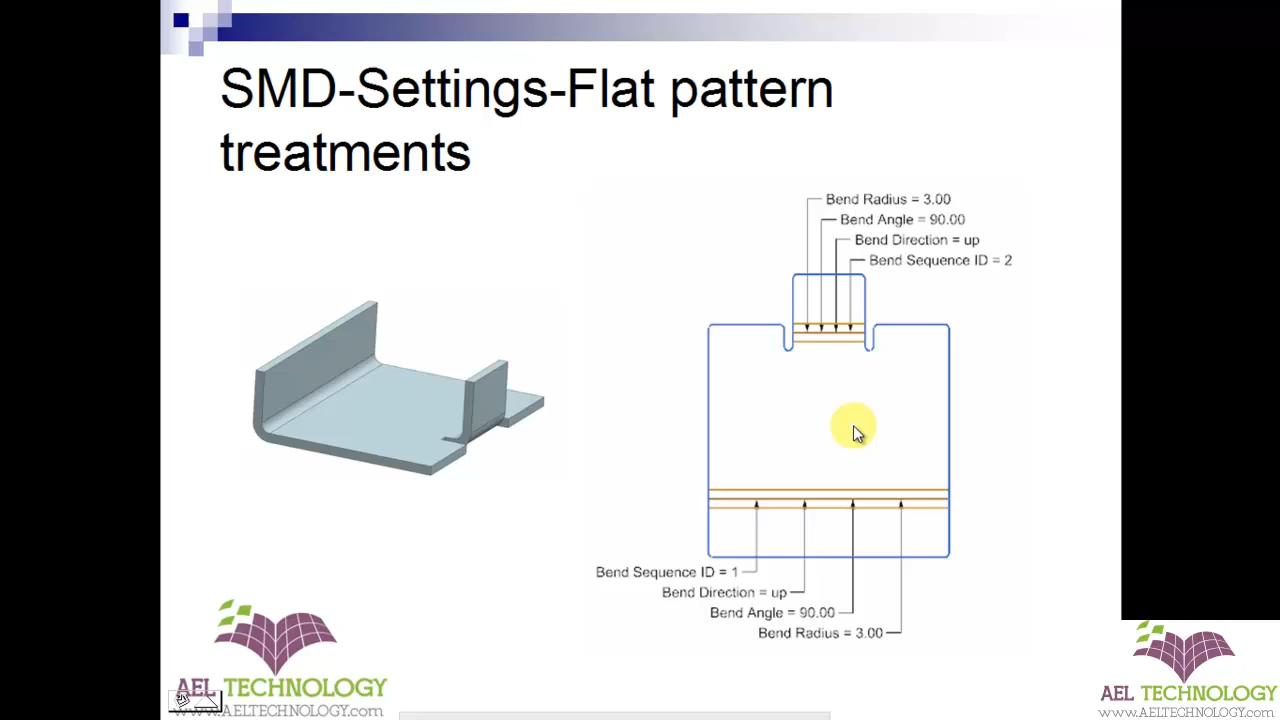 SMD-Settings-Flat pattern
treatments
Bend Radius = 3.00
Bend Angle = 90.00
Bend Direction = up
Bend Sequence ID = 2
Bend Sequence ID = 1
Bend Direction = up
Bend Angle = 90.00
Bend Radius = 3.00
AEL TECHNOLOGY
www.AELTECHNOLOGY.com
AEL TECHNOLOGY
www.AELTECHNOLOGY.com